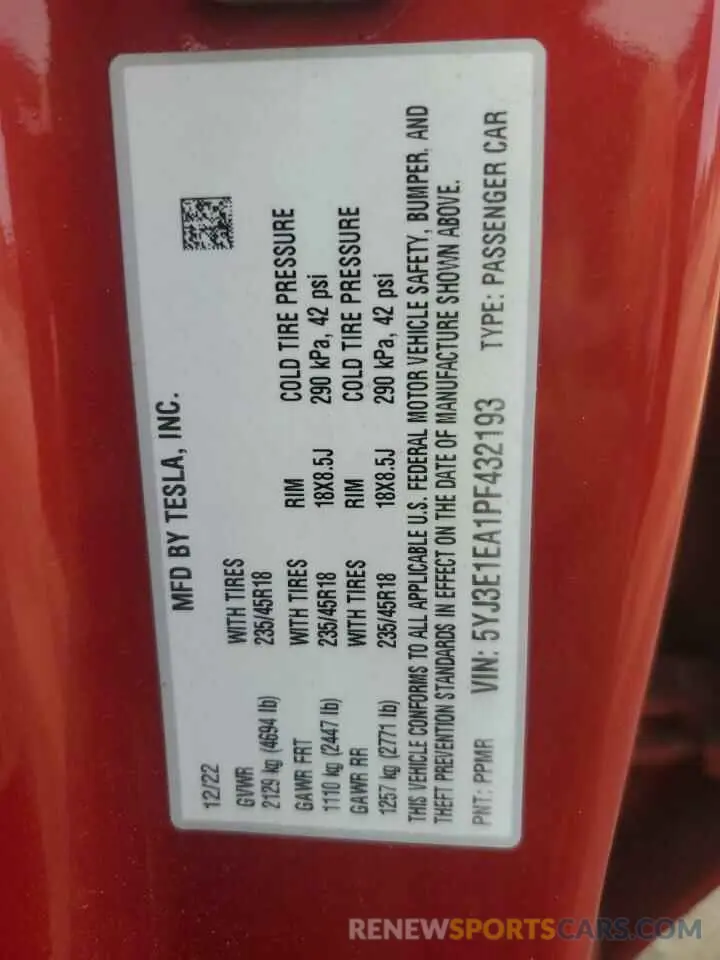 MFD BY TESLA, INC.
12/22
GVWR WITH TIRES
2129 kg (4694 lb) 235/45R18
GAWR FRT WITH TIRES RIM COLD TIRE PRESSURE
1110 kg (2447 lb) 235/45R18 18X8.5J 290 kPa, 42 psi
GAWR RR WITH TIRES RIM COLD TIRE PRESSURE
1257 kg (2771 lb) 235/45R18 18X8.5J 290 kPa, 42 psi
THIS VEHICLE CONFORMS TO ALL APPLICABLE U.S. FEDERAL MOTOR VEHICLE SAFETY, BUMPER, AND
THEFT PREVENTION STANDARDS IN EFFECT ON THE DATE OF MANUFACTURE SHOWN ABOVE.
PNT: PPMR VIN: 5YJ3E1EA1PF432193 TYPE: PASSENGER CAR
RENEWSPORTSCARS.COM